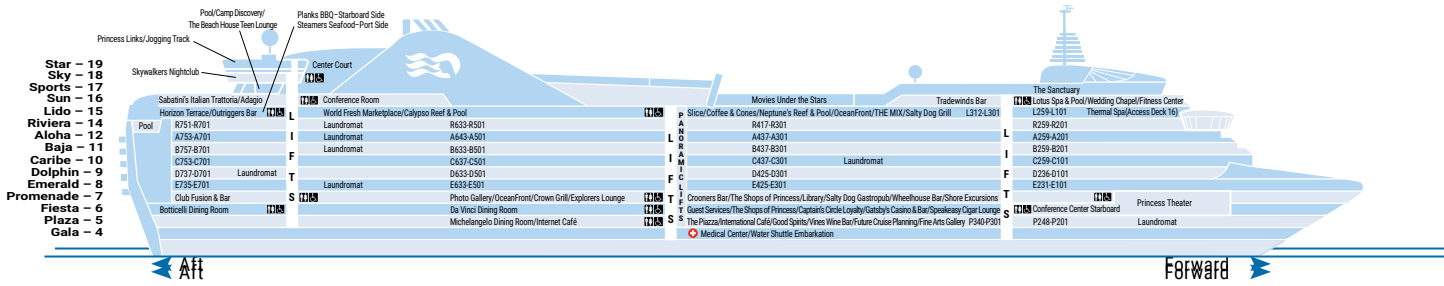 Pool/Camp Discovery/
The Beach House Teen Lounge
Planks BBQ–Starboard Side
Steamers Seafood–Port Side
Princess Links/Jogging Track
Skywalkers Nightclub
Center Court
Star – 19
Sky – 18
Sports – 17
Sun – 16
Lido – 15
Riviera – 14
Aloha – 12
Baja – 11
Caribe – 10
Dolphin – 9
Emerald – 8
Promenade – 7
Fiesta – 6
Plaza – 5
Gala – 4
The Sanctuary
Sabatini's Italian Trattoria/Adagio
Conference Room
Movies Under the Stars
Tradewinds Bar
Lotus Spa & Pool/Wedding Chapel/Fitness Center
Horizon Terrace/Outriggers Bar
World Fresh Marketplace/Calypso Reef & Pool
Slice/Coffee & Cones/Neptune's Reef & Pool/OceanFront/THE MIX/Salty Dog Grill
L312-L301
L259-L101
Thermal Spa(Access Deck 16)
Pool
R751-R701
Laundromat
R633-R501
R417-R301
R259-R201
A753-A701
Laundromat
A643-A501
A437-A301
A259-A201
B757-B701
Laundromat
B633-B501
B437-B301
B259-B201
C753-C701
C637-C501
C437-C301
Laundromat
C259-C101
D737-D701
Laundromat
D633-D501
D425-D301
D236-D101
E735-E701
Laundromat
E633-E501
E425-E301
E231-E101
Club Fusion & Bar
Photo Gallery/OceanFront/Crown Grill/Explorers Lounge
Crooners Bar/The Shops of Princess/Library/Salty Dog Gastropub/Wheelhouse Bar/Shore Excursions
Princess Theater
Botticelli Dining Room
Da Vinci Dining Room
Guest Services/The Shops of Princess/Captain's Circle Loyalty/Gatsby's Casino & Bar/Speakeasy Cigar Lounge
Conference Center Starboard
Michelangelo Dining Room/Internet Café
The Piazza/International Café/Good Spirits/Vines Wine Bar/Future Cruise Planning/Fine Arts Gallery
P340-P301
P248-P201
Laundromat
Medical Center/Water Shuttle Embarkation
LIFTS
LIFTS
PANORAMIC LIFTS
LIFTS
Aft
Aft
Forward
Forward